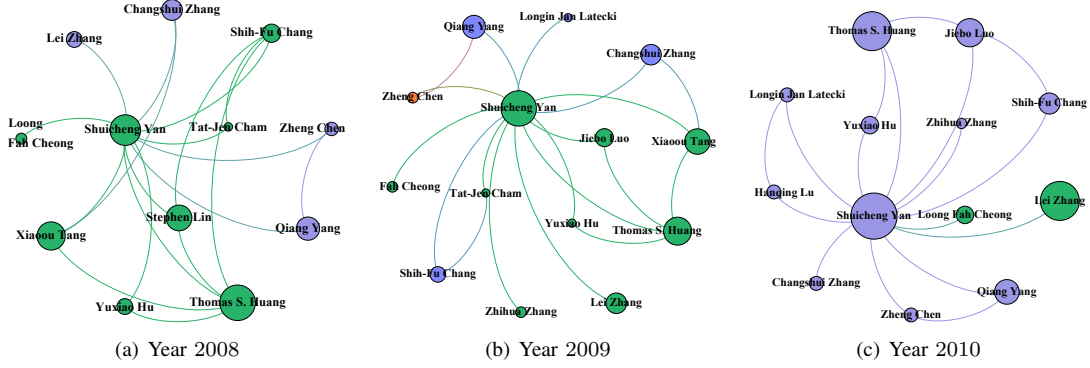 Changshui Zhang
Lei Zhang
Shih-Fu Chang
Loong
Fah Cheong
Shuicheng Yan
Tat-Jen Cham
Zheng Chen
Xiaoou Tang
Stephen Lin
Qiang Yang
Yuxiao Hu
Thomas S. Huang
(a) Year 2008
Longin Jan Latecki
Qiang Yang
Changshui Zhang
Zheng Chen
Shuicheng Yan
Jiebo Luo
Xiaoou Tang
Fah Cheong
Tat-Jen Cham
Yuxiao Hu
Thomas S. Huang
Shih-Fu Chang
Zhihua Zhang
Lei Zhang
(b) Year 2009
Thomas S. Huang
Jiebo Luo
Longin Jan Latecki
Shih-Fu Chang
Yuxiao Hu
Zhihua Zhang
Hanqing Lu
Shuicheng Yan
Loong Fah Cheong
Lei Zhang
Changshui Zhang
Qiang Yang
Zheng Chen
(c) Year 2010